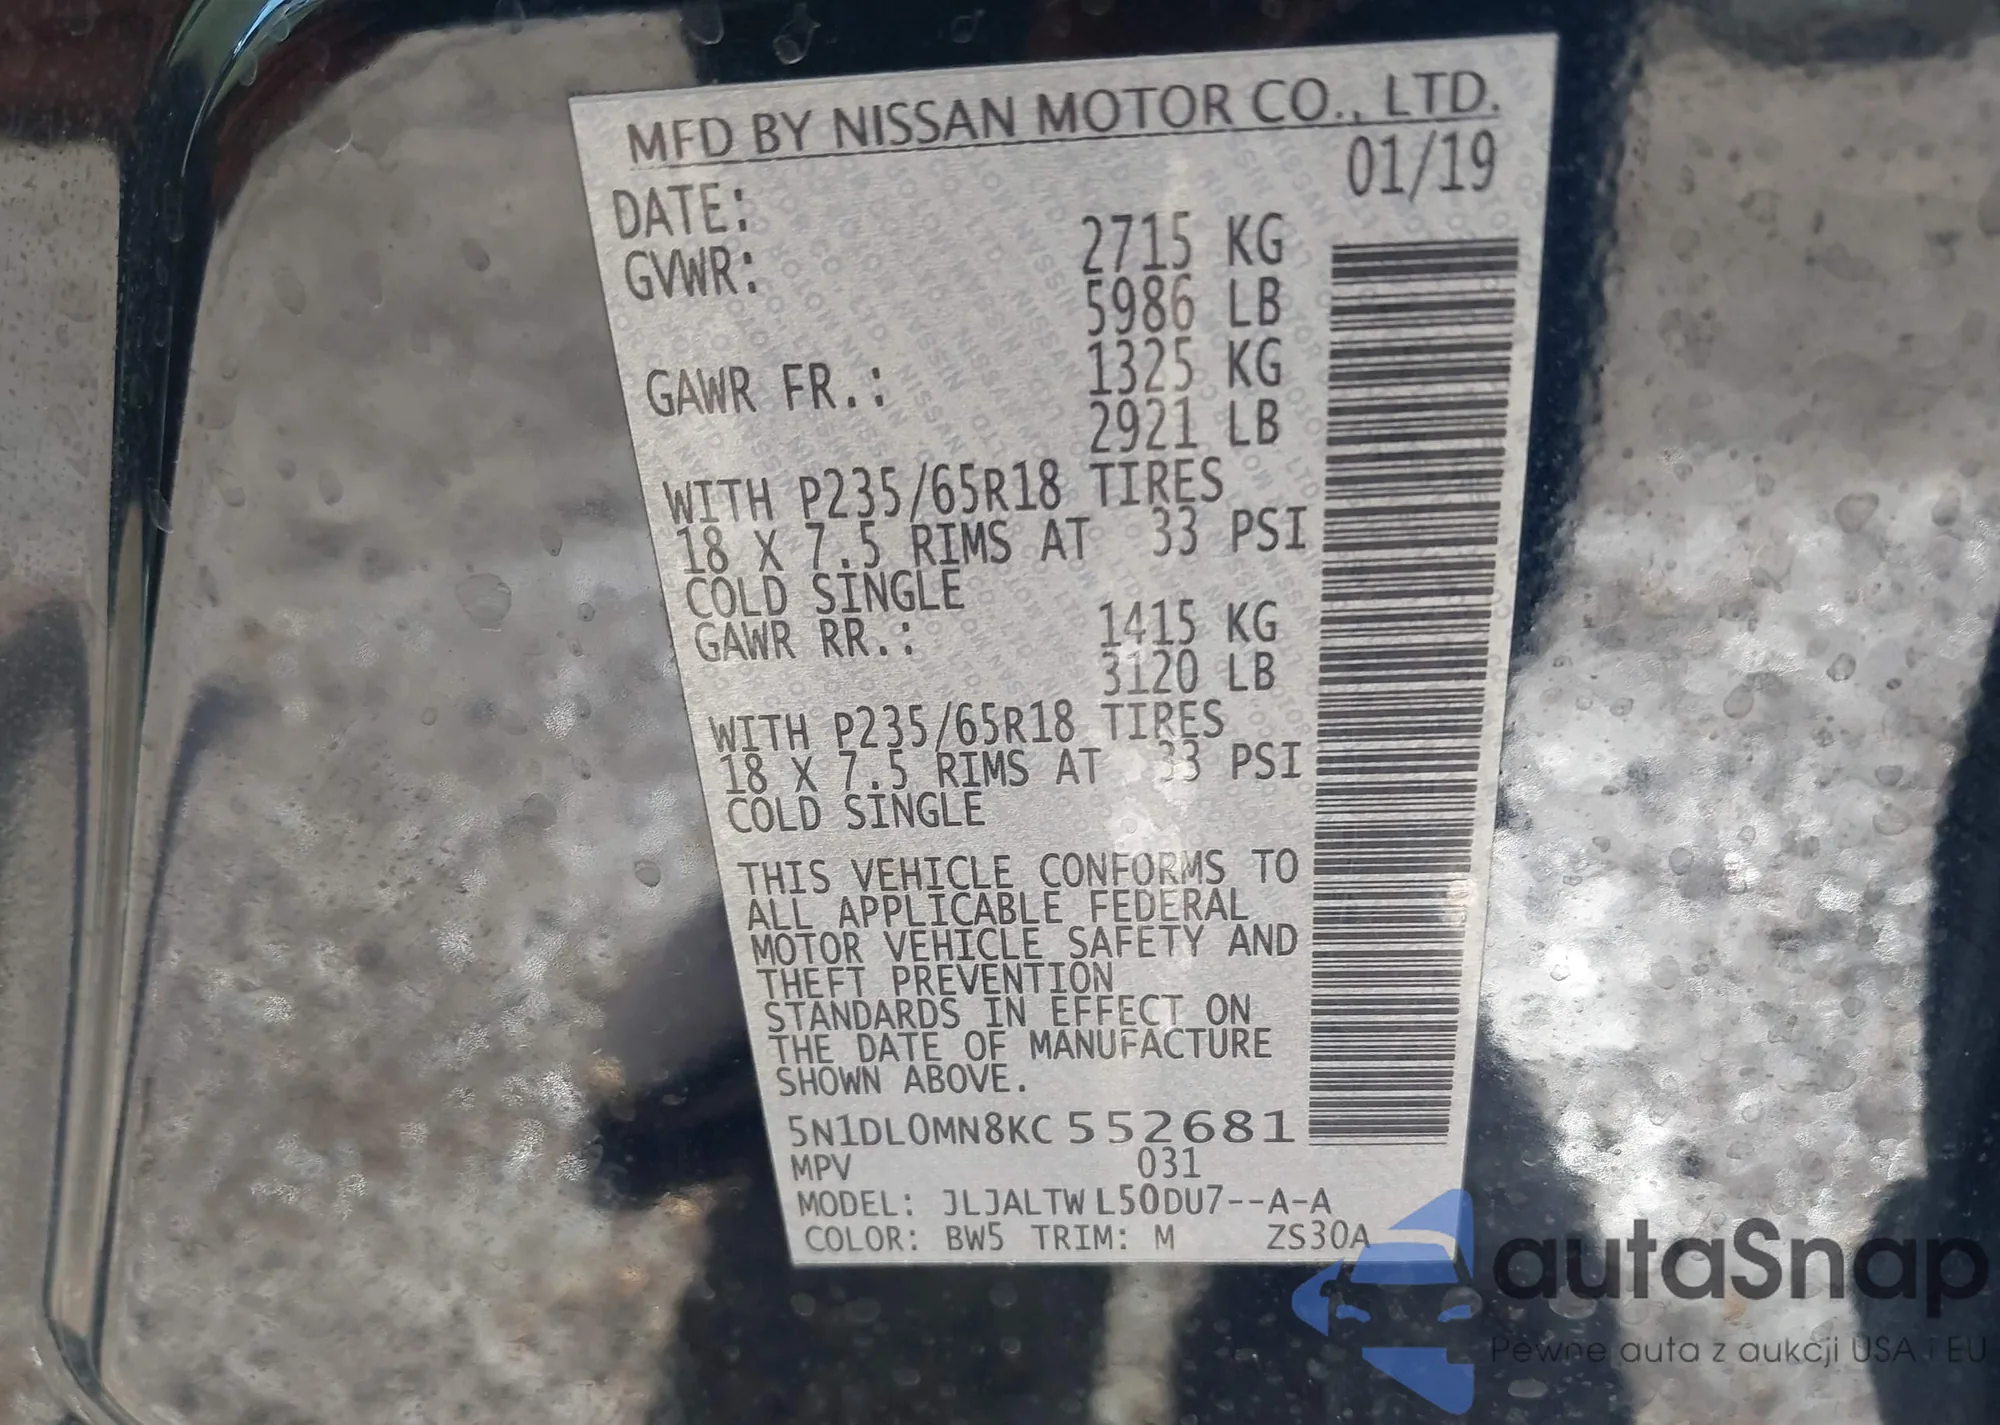 MFD BY NISSAN MOTOR CO., LTD.
DATE: 01/19
GVWR: 2715 KG
5986 LB
GAWR FR.: 1325 KG
2921 LB
WITH P235/65R18 TIRES
18 X 7.5 RIMS AT 33 PSI
COLD SINGLE
GAWR RR.: 1415 KG
3120 LB
WITH P235/65R18 TIRES
18 X 7.5 RIMS AT 33 PSI
COLD SINGLE
THIS VEHICLE CONFORMS TO
ALL APPLICABLE FEDERAL
MOTOR VEHICLE SAFETY AND
THEFT PREVENTION
STANDARDS IN EFFECT ON
THE DATE OF MANUFACTURE
SHOWN ABOVE.
5N1DL0MN8KC552681
MPV 031
MODEL: JLJALTWL50DU7--A-A
COLOR: BW5 TRIM: M ZS30A
autaSnap
Pewne auta z aukcji USA i EU